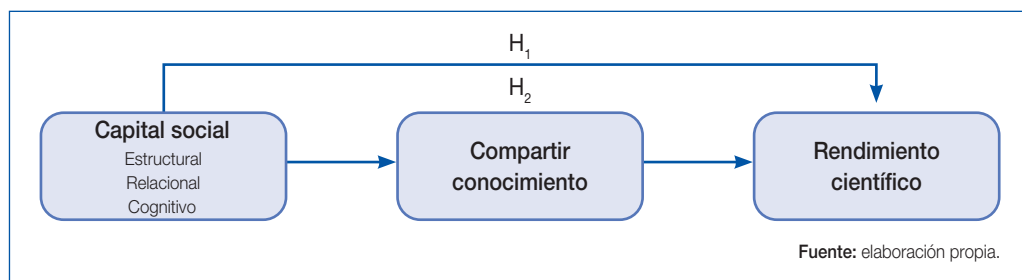 H1
H2
Capital social
Estructural
Relacional
Cognitivo
Compartir
conocimiento
Rendimiento
científico
Fuente: elaboración propia.